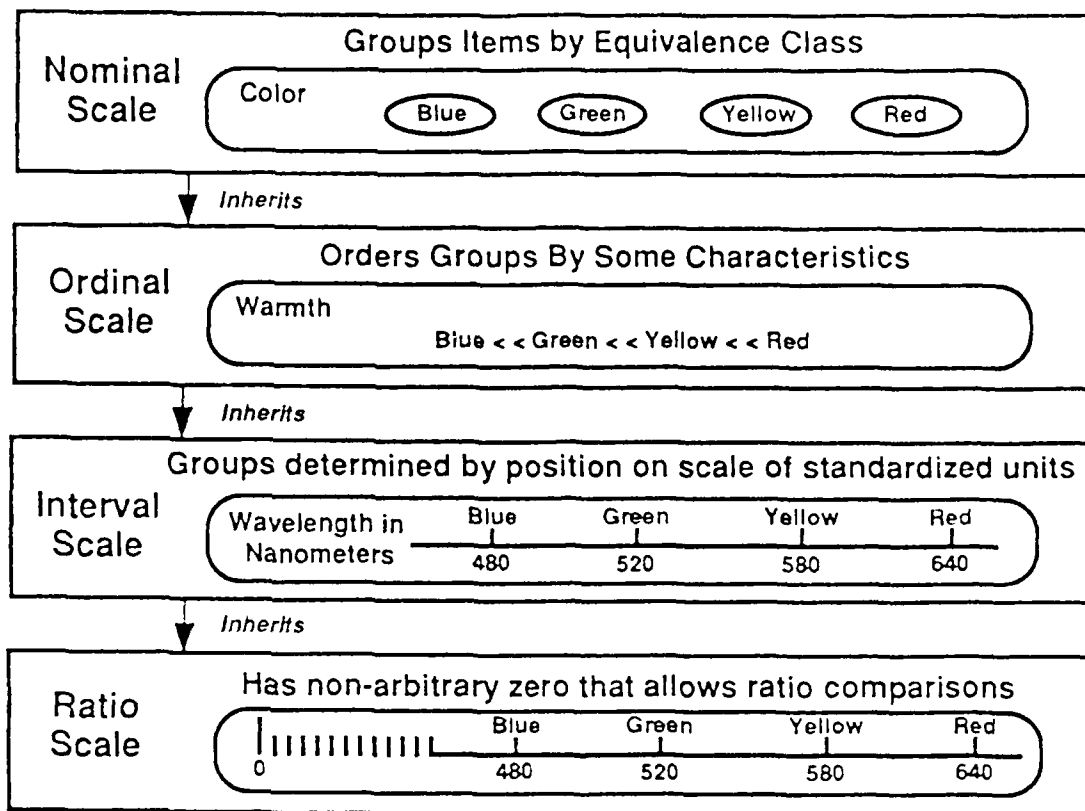 Groups Items by Equivalence Class
Nominal
Scale
Color
Blue
Green
Yellow
Red
Inherits
Orders Groups By Some Characteristics
Ordinal
Scale
Warmth
Blue < < Green < < Yellow < < Red
Inherits
Groups determined by position on scale of standardized units
Interval
Scale
Wavelength in
Nanometers
Blue Green Yellow Red
480 520 580 640
Inherits
Has non-arbitrary zero that allows ratio comparisons
Ratio
Scale
Blue Green Yellow Red
0 480 520 580 640